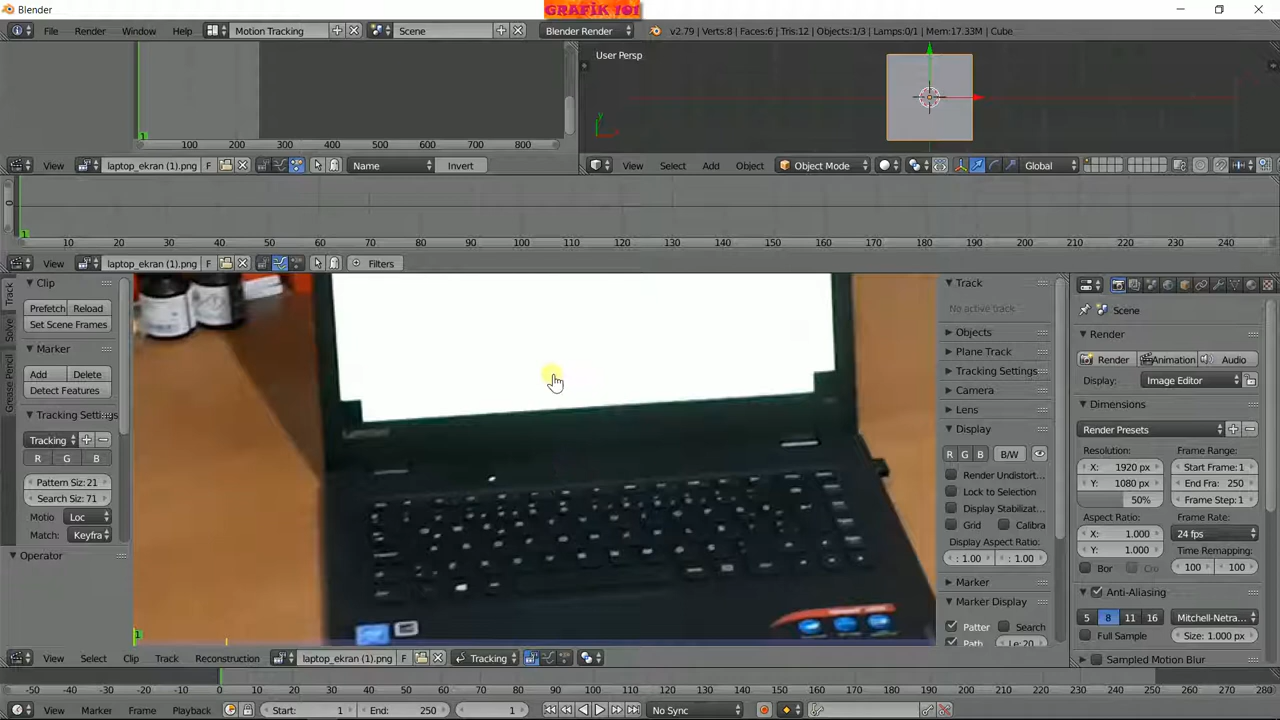 Blender
GRAFİK 101
File Render Window Help Motion Tracking Scene Blender Render v2.79 | Verts:8 | Faces:6 | Tris:12 | Objects:1/3 | Lamps:0/1 | Mem:17.33M | Cube
User Persp
1 100 200 300 400 500 600 700 800
View laptop_ekran (1).png F Name Invert View Select Add Object Object Mode Global
0
1
10 20 30 40 50 60 70 80 90 100 110 120 130 140 150 160 170 180 190 200 210 220 230 240
View laptop_ekran (1).png F Filters
Track
Solve
Grease Pencil
Clip
Prefetch Reload
Set Scene Frames
Marker
Add Delete
Detect Features
Tracking Settings
Tracking
R G B
Pattern Siz: 21
Search Siz: 71
Motio Loc
Match: Keyfra
Operator
1
Track
No active track
Objects
Plane Track
Tracking Settings
Camera
Lens
Display
R G B B/W
Render Undistort...
Lock to Selection
Display Stabilizat...
Grid Calibra
Display Aspect Ratio:
: 1.00 : 1.00
Marker
Marker Display
Patter Search
Path Le: 20
Scene
Render
Render Animation Audio
Display: Image Editor
Dimensions
Render Presets
Resolution: Frame Range:
X: 1920 px Start Frame: 1
Y: 1080 px End Fra: 250
50% Frame Step: 1
Aspect Ratio: Frame Rate:
X: 1.000 24 fps
Y: 1.000 Time Remapping:
Bor Cro 100 100
Anti-Aliasing
5 8 11 16 Mitchell-Netra...
Full Sample Size: 1.000 px
Sampled Motion Blur
View Select Clip Track Reconstruction laptop_ekran (1).png F Tracking
-50 -40 -30 -20 -10 0 10 20 30 40 50 60 70 80 90 100 110 120 130 140 150 160 170 180 190 200 210 220 230 240 250 260 270 280
View Marker Frame Playback Start: 1 End: 250 1 No Sync